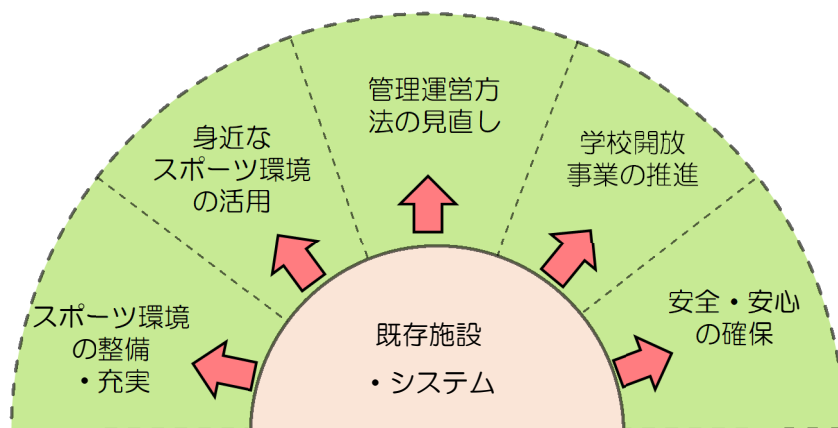 管理運営方
法の見直し
身近な
スポーツ環境
の活用
学校開放
事業の推進
スポーツ環境
の整備
・充実
安全・安心
の確保
既存施設
・システム